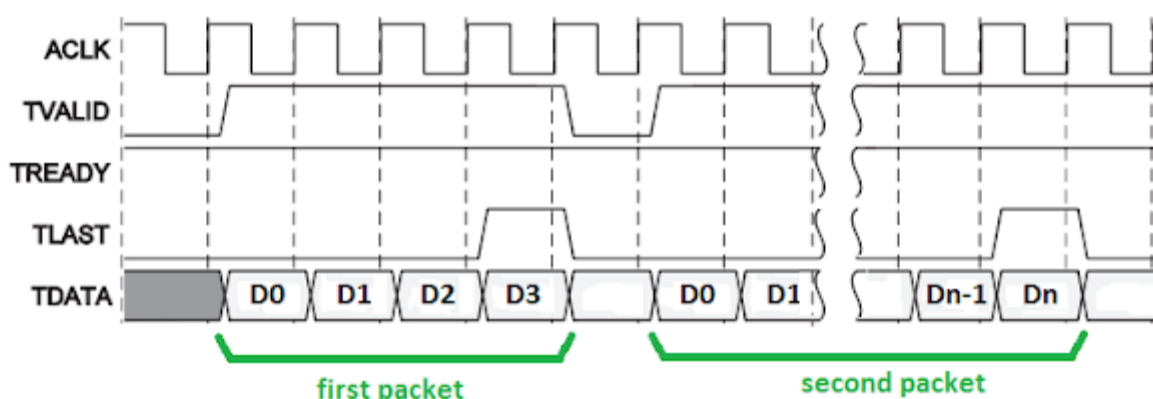 ACLK
TVALID
TREADY
TLAST
TDATA D0 D1 D2 D3 D0 D1 Dn-1 Dn
first packet second packet